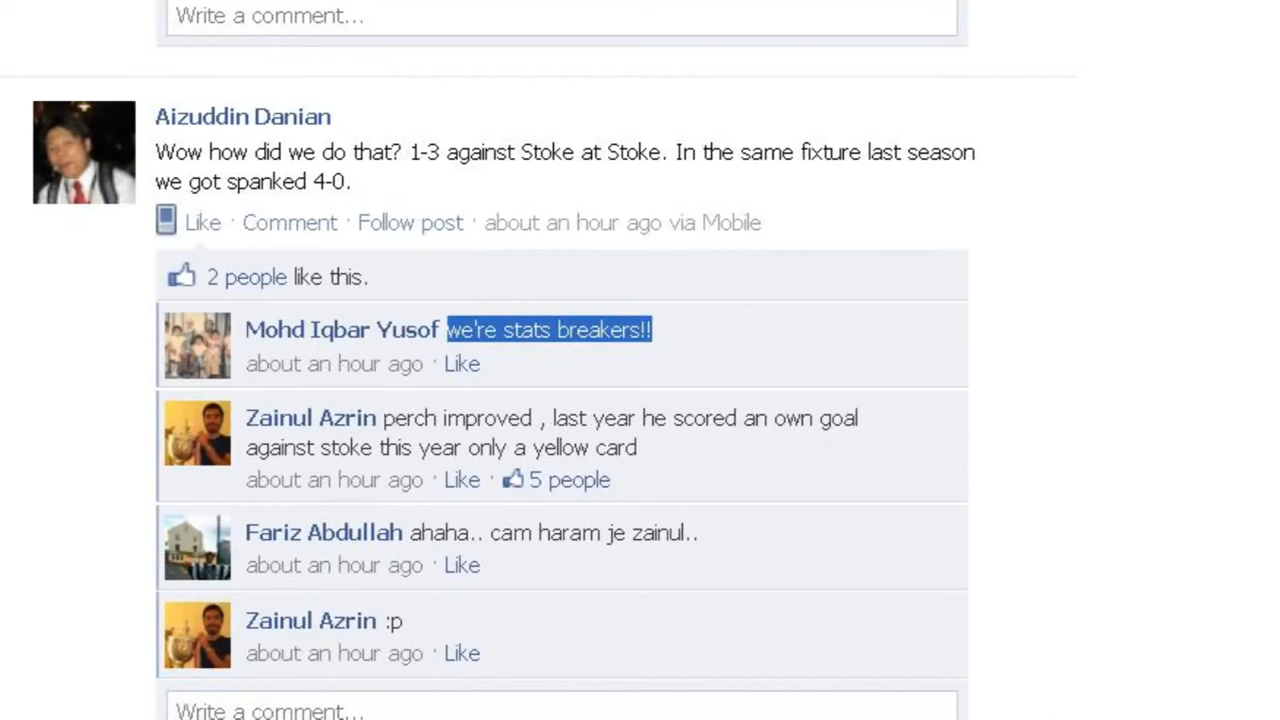 Write a comment...
Aizuddin Danian
Wow how did we do that? 1-3 against Stoke at Stoke. In the same fixture last season
we got spanked 4-0.
Like · Comment · Follow post · about an hour ago via Mobile
2 people like this.
Mohd Iqbar Yusof we're stats breakers!!
about an hour ago · Like
Zainul Azrin perch improved , last year he scored an own goal
against stoke this year only a yellow card
about an hour ago · Like · 5 people
Fariz Abdullah ahaha.. cam haram je zainul..
about an hour ago · Like
Zainul Azrin :p
about an hour ago · Like
Write a comment...